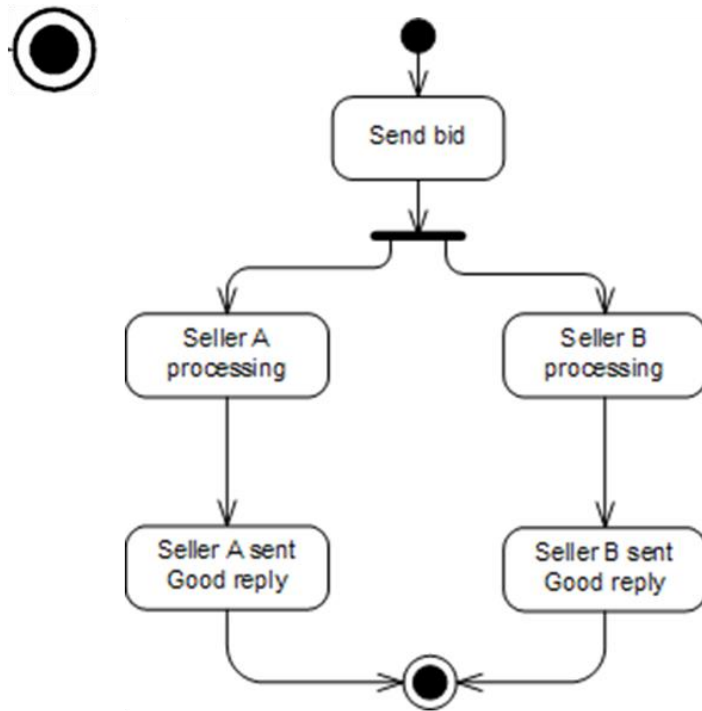 Send bid
Seller A
processing
Seller B
processing
Seller A sent
Good reply
Seller B sent
Good reply